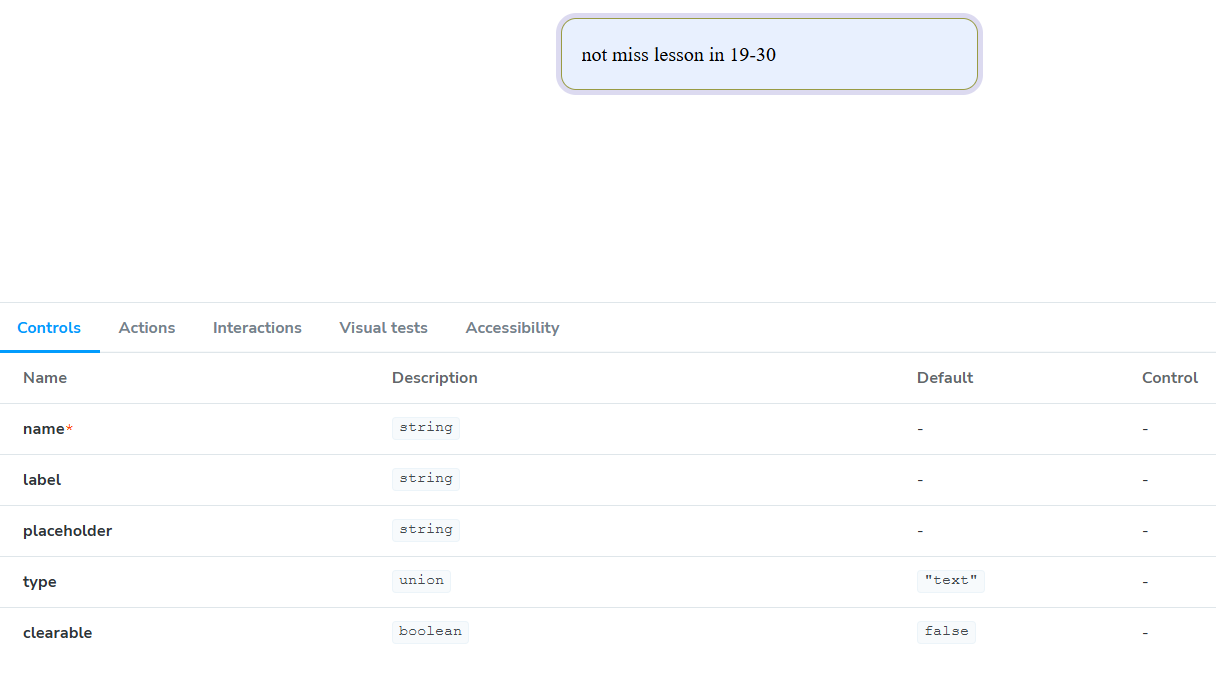 not miss lesson in 19-30
Controls Actions Interactions Visual tests Accessibility
Name Description Default Control
name* string - -
label string - -
placeholder string - -
type union "text" -
clearable boolean false -